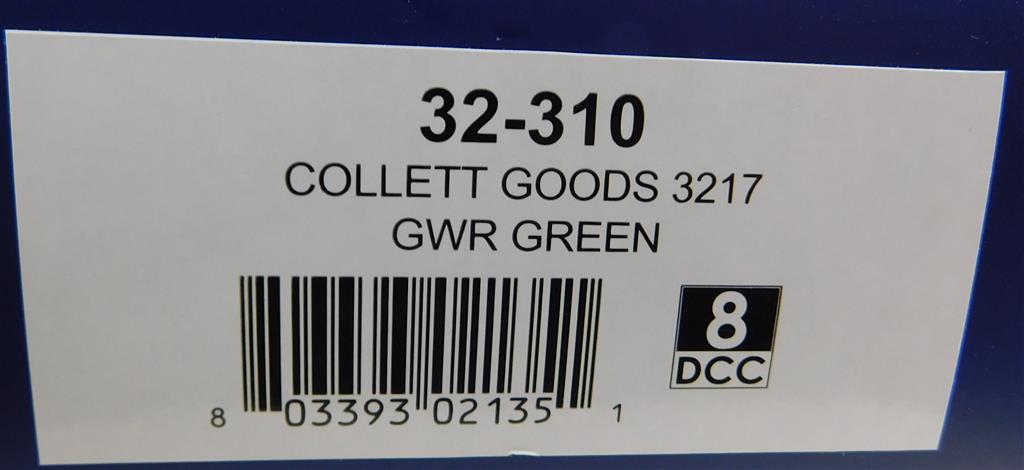 32-310
COLLETT GOODS 3217
GWR GREEN
8
DCC
8 03393 02135 1